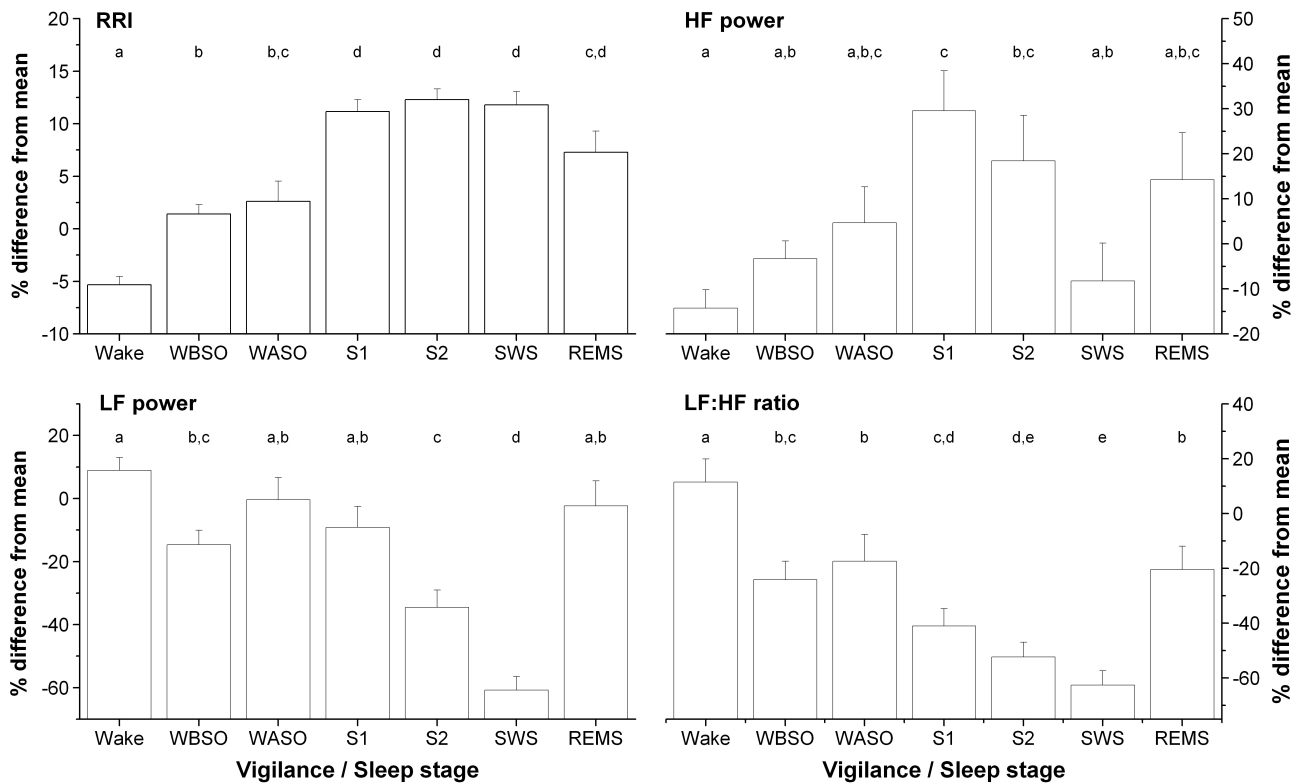 RRI
% difference from mean
20
15
10
5
0
-5
-10
a b b,c d d d c,d
Wake WBSO WASO S1 S2 SWS REMS
HF power
a a,b a,b,c c b,c a,b a,b,c
50
40
30
20
10
0
-10
-20
% difference from mean
Wake WBSO WASO S1 S2 SWS REMS
LF power
% difference from mean
20
0
-20
-40
-60
a b,c a,b a,b c d a,b
Wake WBSO WASO S1 S2 SWS REMS
Vigilance / Sleep stage
LF:HF ratio
a b,c b c,d d,e e b
40
20
0
-20
-40
-60
% difference from mean
Wake WBSO WASO S1 S2 SWS REMS
Vigilance / Sleep stage